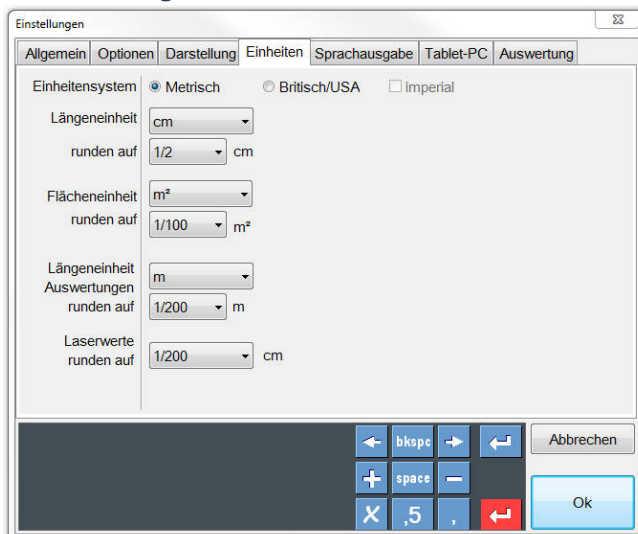 Einstellungen
Allgemein Optionen Darstellung Einheiten Sprachausgabe Tablet-PC Auswertung
Einheitensystem Metrisch Britisch/USA imperial
Längeneinheit cm
runden auf 1/2 cm
Flächeneinheit m²
runden auf 1/100 m²
Längeneinheit
Auswertungen m
runden auf 1/200 m
Laserwerte
runden auf 1/200 cm
bkspc Abbrechen
space
X ,5 , Ok